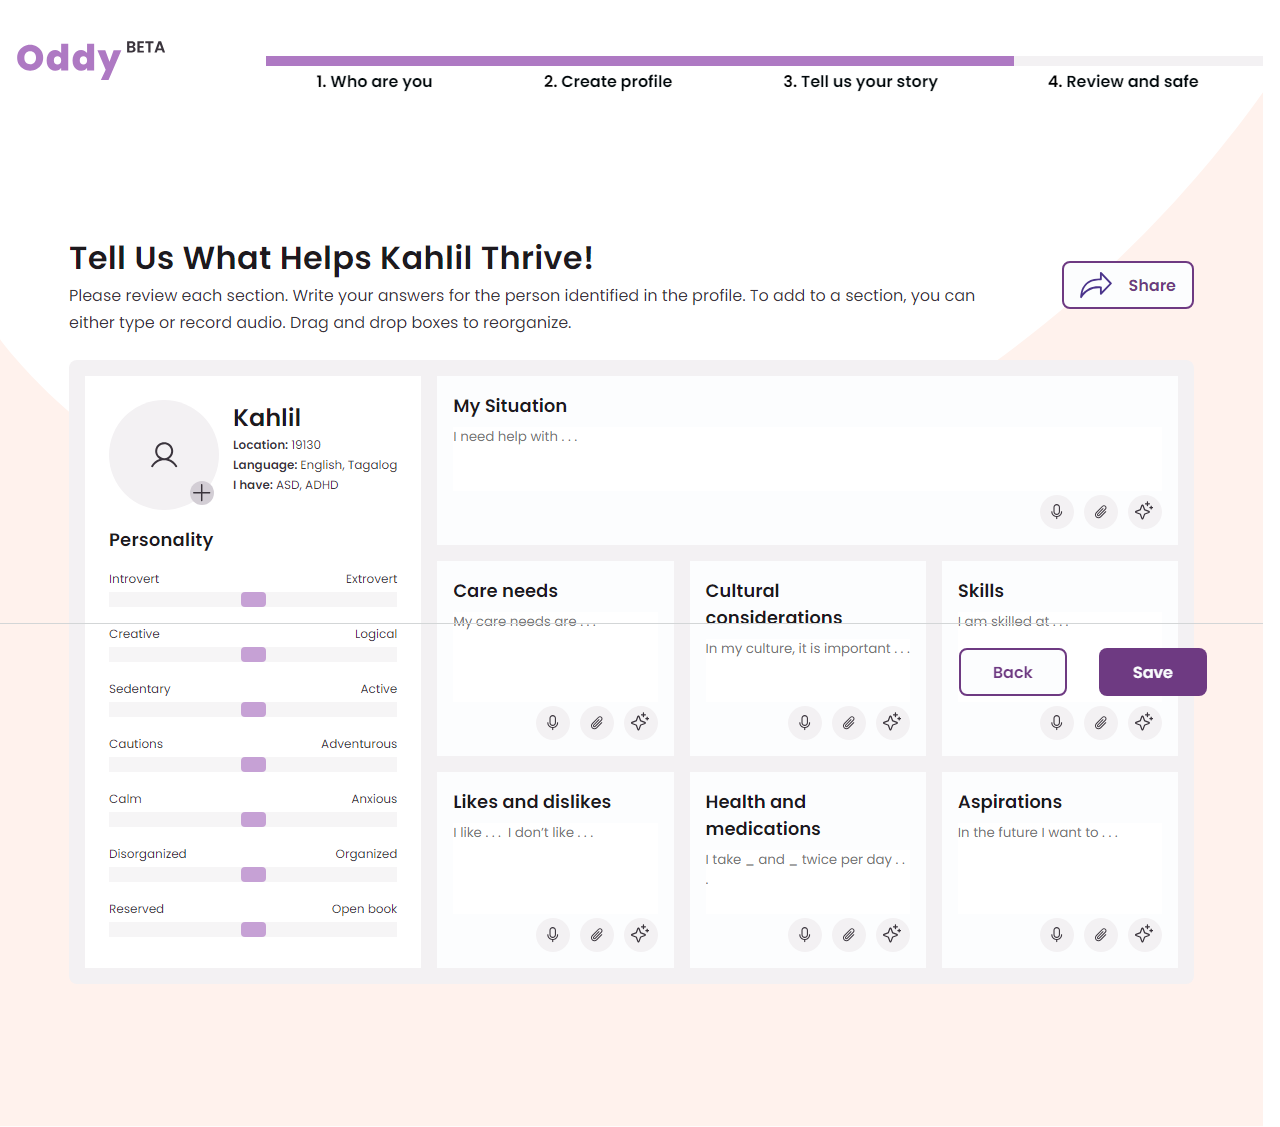 Oddy BETA
1. Who are you
2. Create profile
3. Tell us your story
4. Review and safe
Tell Us What Helps Kahlil Thrive!
Please review each section. Write your answers for the person identified in the profile. To add to a section, you can
either type or record audio. Drag and drop boxes to reorganize.
Share
Kahlil
Location: 19130
Language: English, Tagalog
I have: ASD, ADHD
Personality
Introvert Extrovert
Creative Logical
Sedentary Active
Cautions Adventurous
Calm Anxious
Disorganized Organized
Reserved Open book
My Situation
I need help with . . .
Care needs
My care needs are . . .
Cultural
considerations
In my culture, it is important . . .
Skills
I am skilled at . . .
Back
Save
Likes and dislikes
I like . . .  I don't like . . .
Health and
medications
I take _ and _ twice per day . .
.
Aspirations
In the future I want to . . .